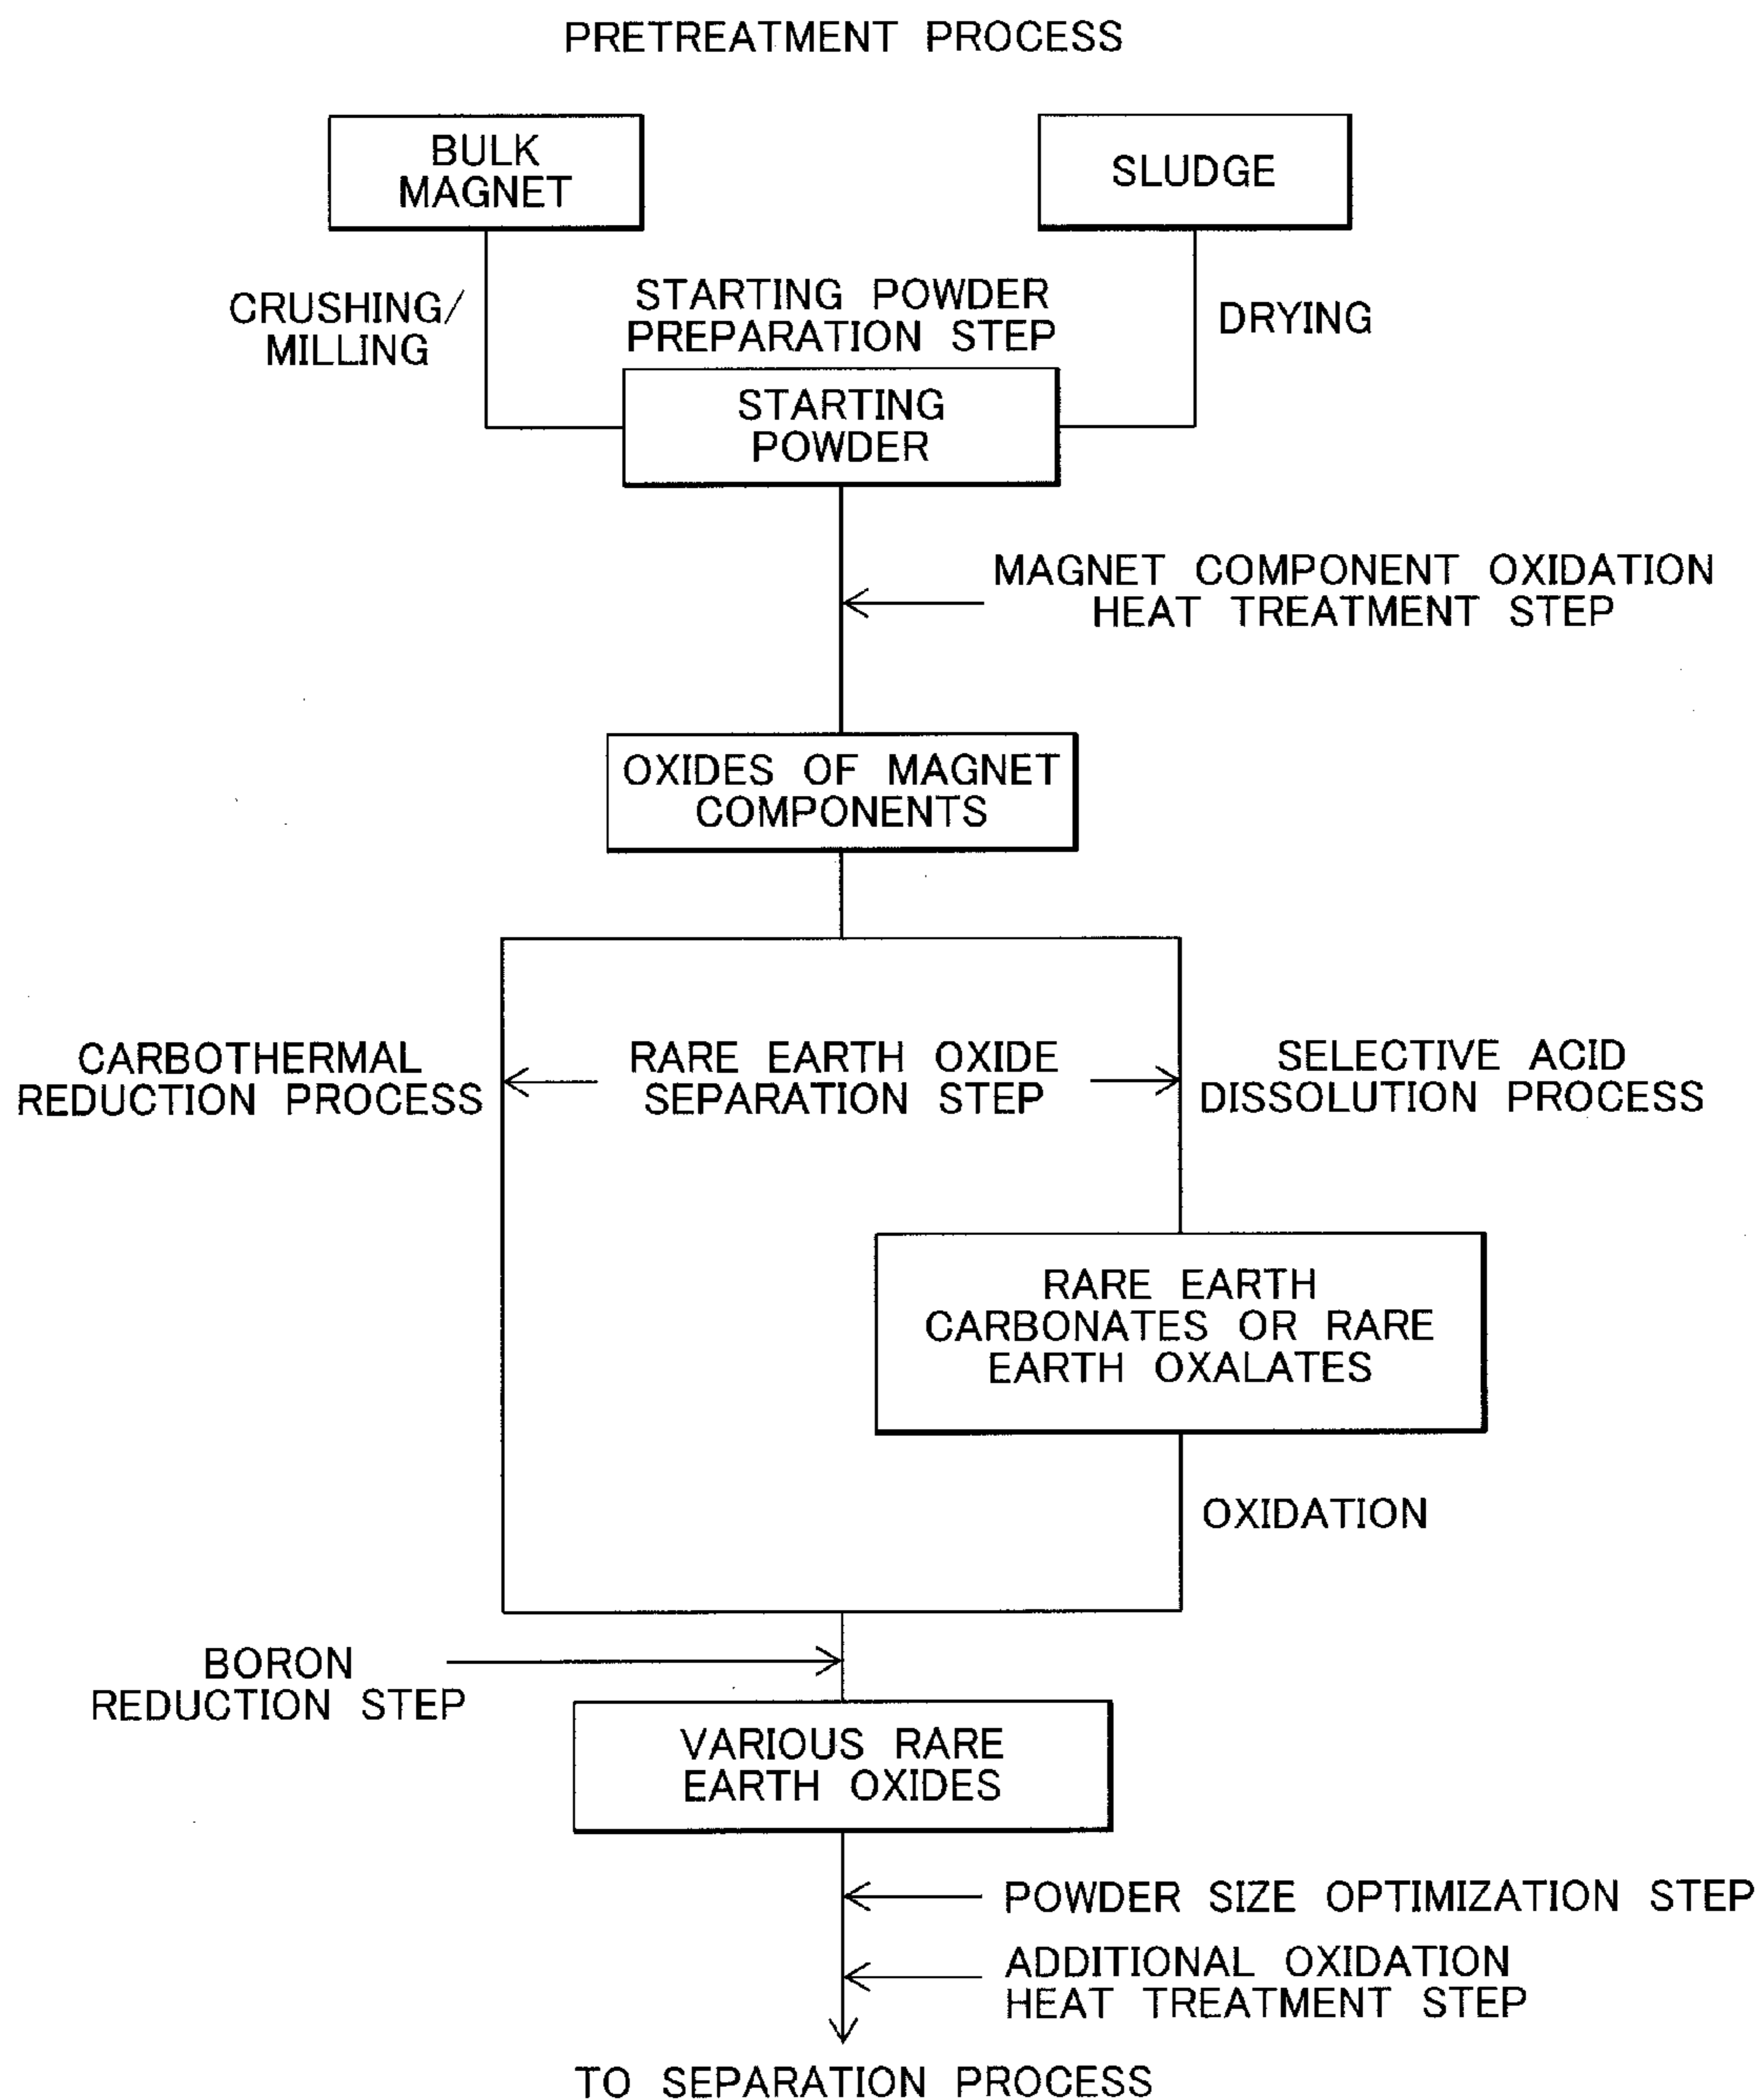 PRETREATMENT PROCESS
BULK
MAGNET
SLUDGE
CRUSHING/
MILLING
STARTING POWDER
PREPARATION STEP
DRYING
STARTING
POWDER
MAGNET COMPONENT OXIDATION
HEAT TREATMENT STEP
OXIDES OF MAGNET
COMPONENTS
CARBOTHERMAL
REDUCTION PROCESS
RARE EARTH OXIDE
SEPARATION STEP
SELECTIVE ACID
DISSOLUTION PROCESS
RARE EARTH
CARBONATES OR RARE
EARTH OXALATES
OXIDATION
BORON
REDUCTION STEP
VARIOUS RARE
EARTH OXIDES
POWDER SIZE OPTIMIZATION STEP
ADDITIONAL OXIDATION
HEAT TREATMENT STEP
TO SEPARATION PROCESS